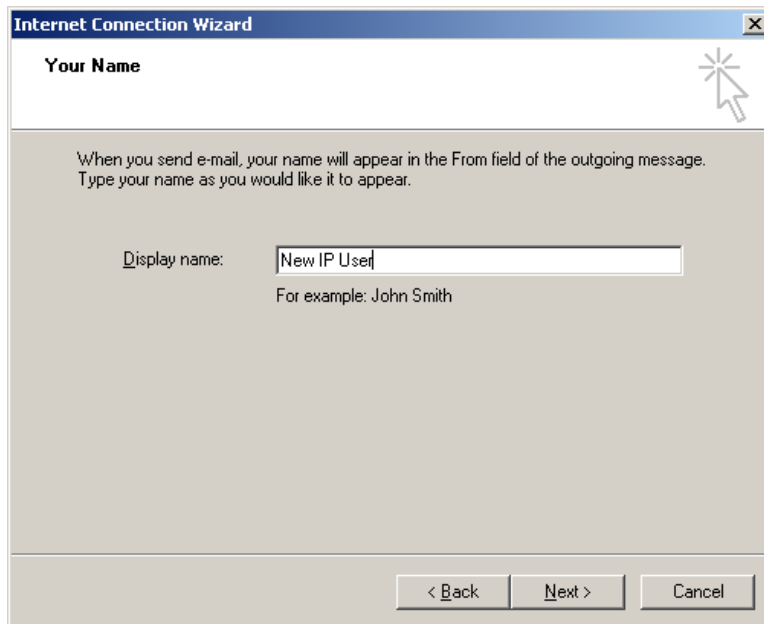 Internet Connection Wizard
Your Name
When you send e-mail, your name will appear in the From field of the outgoing message.
Type your name as you would like it to appear.
Display name: New IP User
For example: John Smith
< Back Next > Cancel